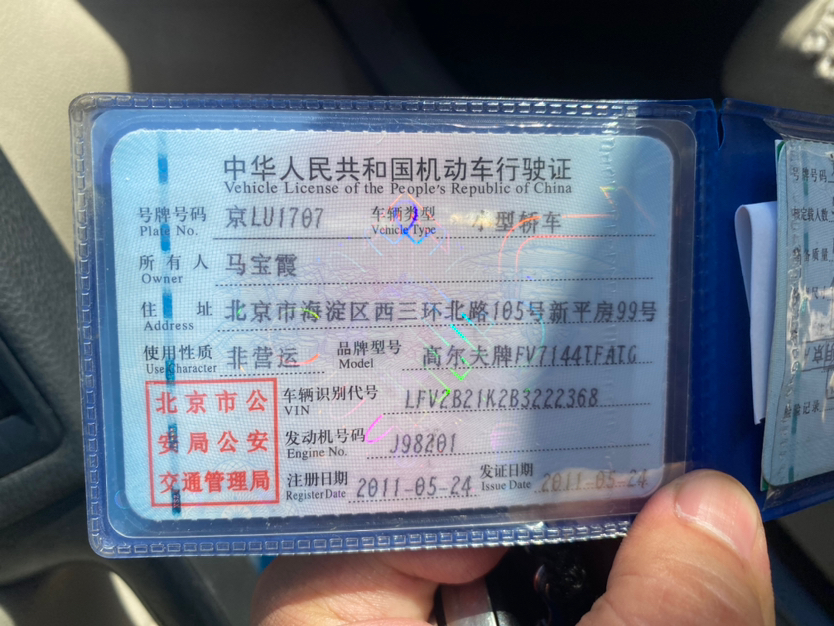 中华人民共和国机动车行驶证
Vehicle License of the People's Republic of China
号牌号码 京LU1707 车辆类型 小型轿车
Plate No. Vehicle Type
所有人 马宝霞
Owner
住址 北京市海淀区西三环北路105号新平房99号
Address
使用性质 非营运 品牌型号 高尔夫牌FV7144TFATG
Use Character Model
北京市公 车辆识别代号 LFV2B21K2B3222368
VIN
安局公安 发动机号码 J98201
Engine No.
交通管理局 注册日期 2011-05-24 发证日期 2011-05-24
Register Date Issue Date
号牌号码